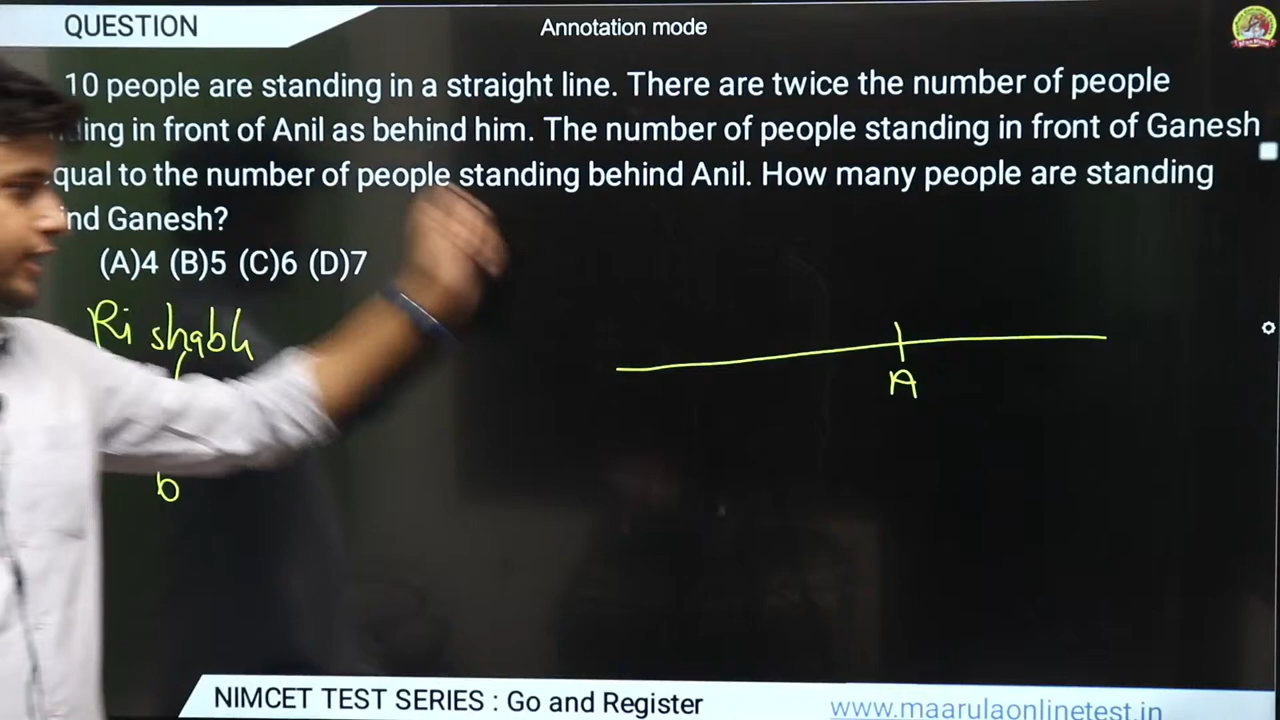 QUESTION
Annotation mode
10 people are standing in a straight line. There are twice the number of people
ing in front of Anil as behind him. The number of people standing in front of Ganesh
qual to the number of people standing behind Anil. How many people are standing
ind Ganesh?
(A)4 (B)5 (C)6 (D)7
Rishabh
A
b
NIMCET TEST SERIES : Go and Register
www.maarulaonlinetest.in